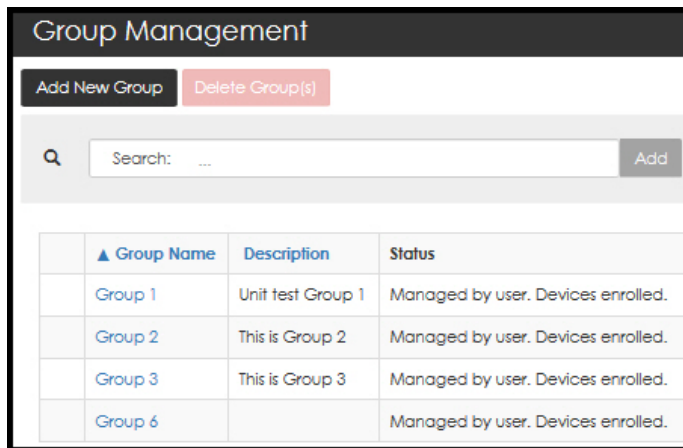 Group Management
Add New Group Delete Group(s)
Search: ... Add
▲ Group Name Description Status
Group 1 Unit test Group 1 Managed by user. Devices enrolled.
Group 2 This is Group 2 Managed by user. Devices enrolled.
Group 3 This is Group 3 Managed by user. Devices enrolled.
Group 6 Managed by user. Devices enrolled.